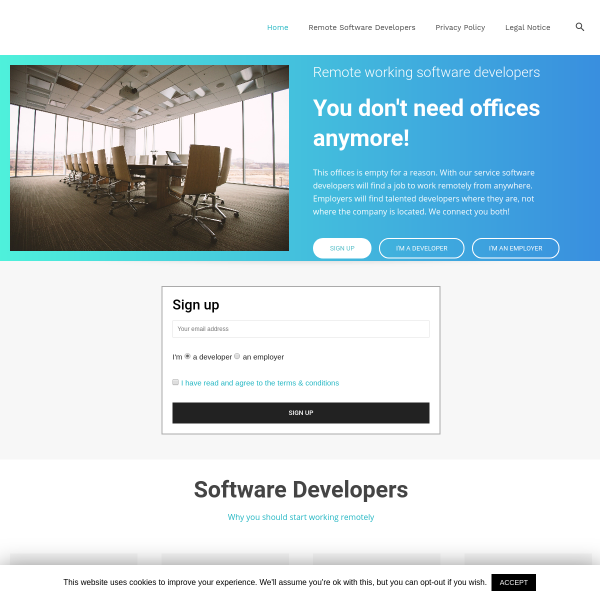 Home Remote Software Developers Privacy Policy Legal Notice
Remote working software developers
You don't need offices
anymore!
This offices is empty for a reason. With our service software
developers will find a job to work remotely from anywhere.
Employers will find talented developers where they are, not
where the company is located. We connect you both!
SIGN UP I'M A DEVELOPER I'M AN EMPLOYER
Sign up
Your email address
I'm a developer an employer
I have read and agree to the terms & conditions
SIGN UP
Software Developers
Why you should start working remotely
This website uses cookies to improve your experience. We'll assume you're ok with this, but you can opt-out if you wish. ACCEPT